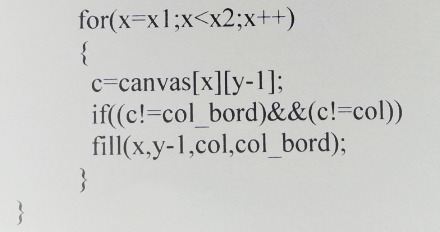 for(x=x1;x<x2;x++)
{
c=canvas[x][y-1];
if((c!=col_bord)&&(c!=col))
fill(x,y-1,col,col_bord);
}
}